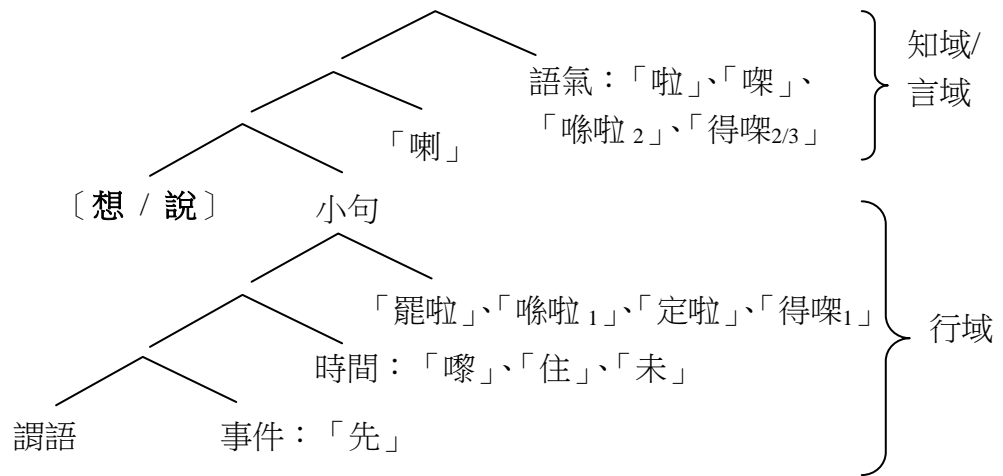 知域/
言域
語氣：「啦」、「㗎」、
「喺啦 2」、「得㗎2/3」
「喇」
〔想 / 說〕
小句
「罷啦」、「喺啦 1」、「定啦」、「得㗎1」
行域
時間：「嚟」、「住」、「未」
謂語
事件：「先」